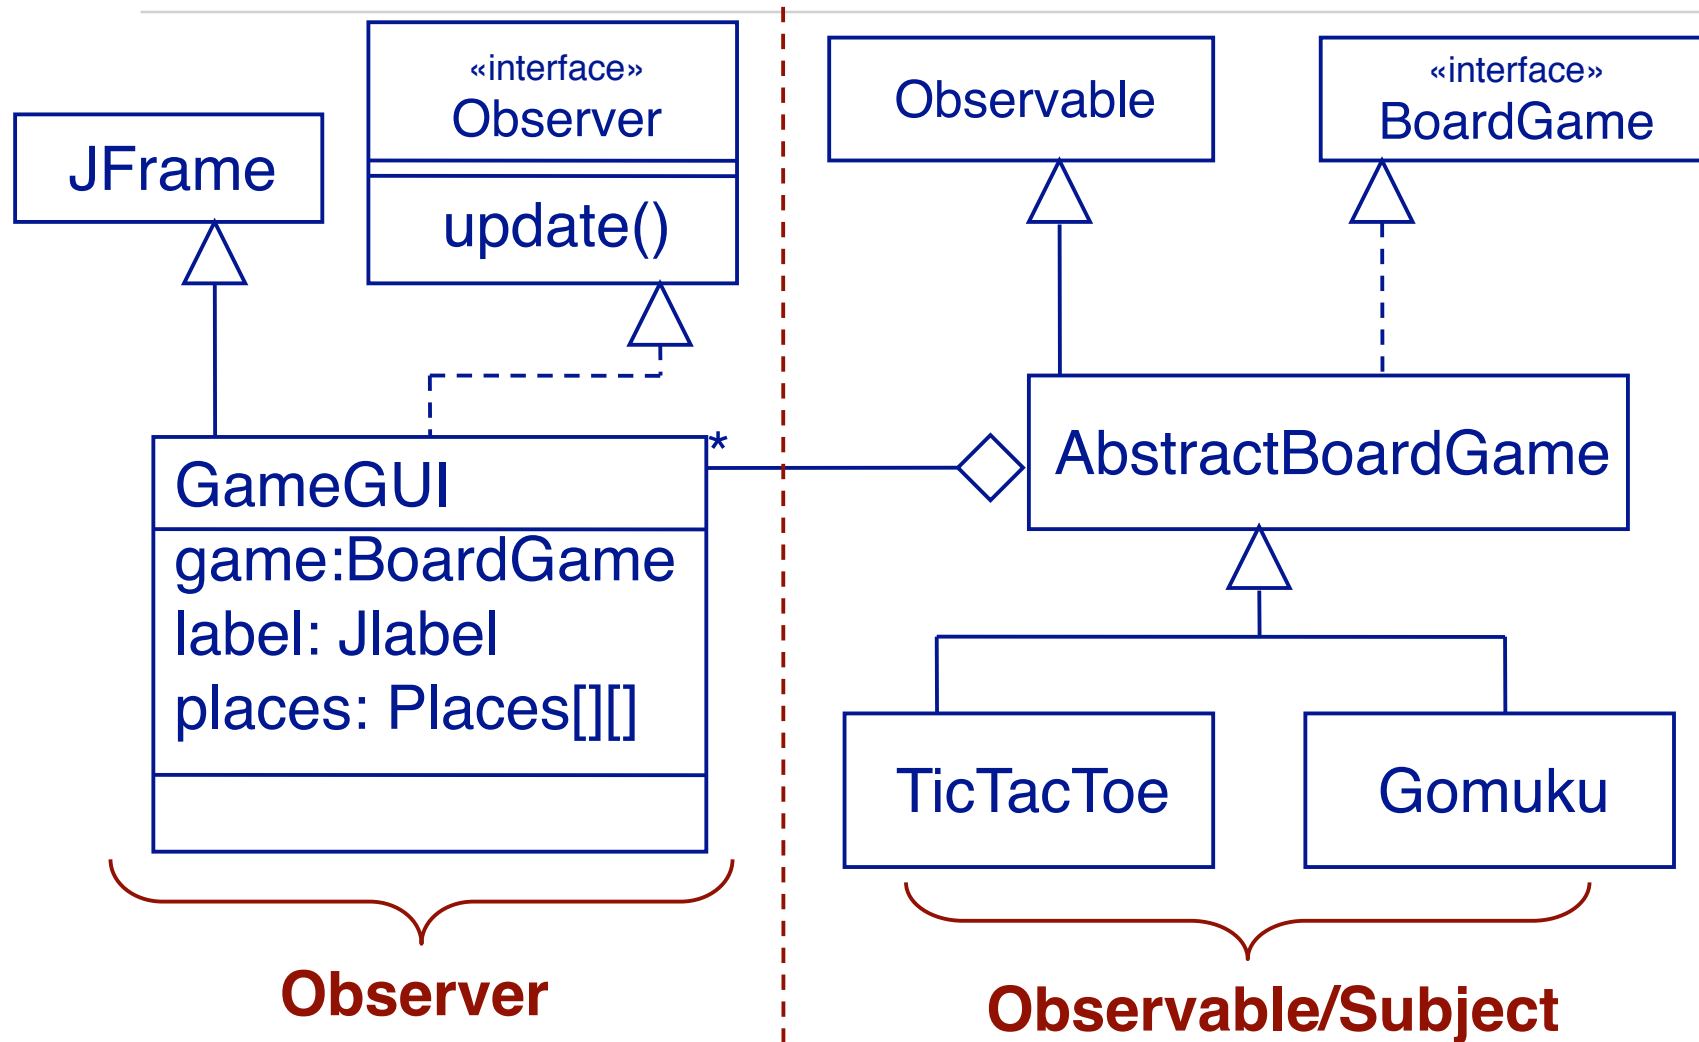 JFrame
«interface»
Observer
update()
GameGUI
game:BoardGame
label: Jlabel
places: Places[][]
*
Observer
Observable
«interface»
BoardGame
AbstractBoardGame
TicTacToe
Gomuku
Observable/Subject